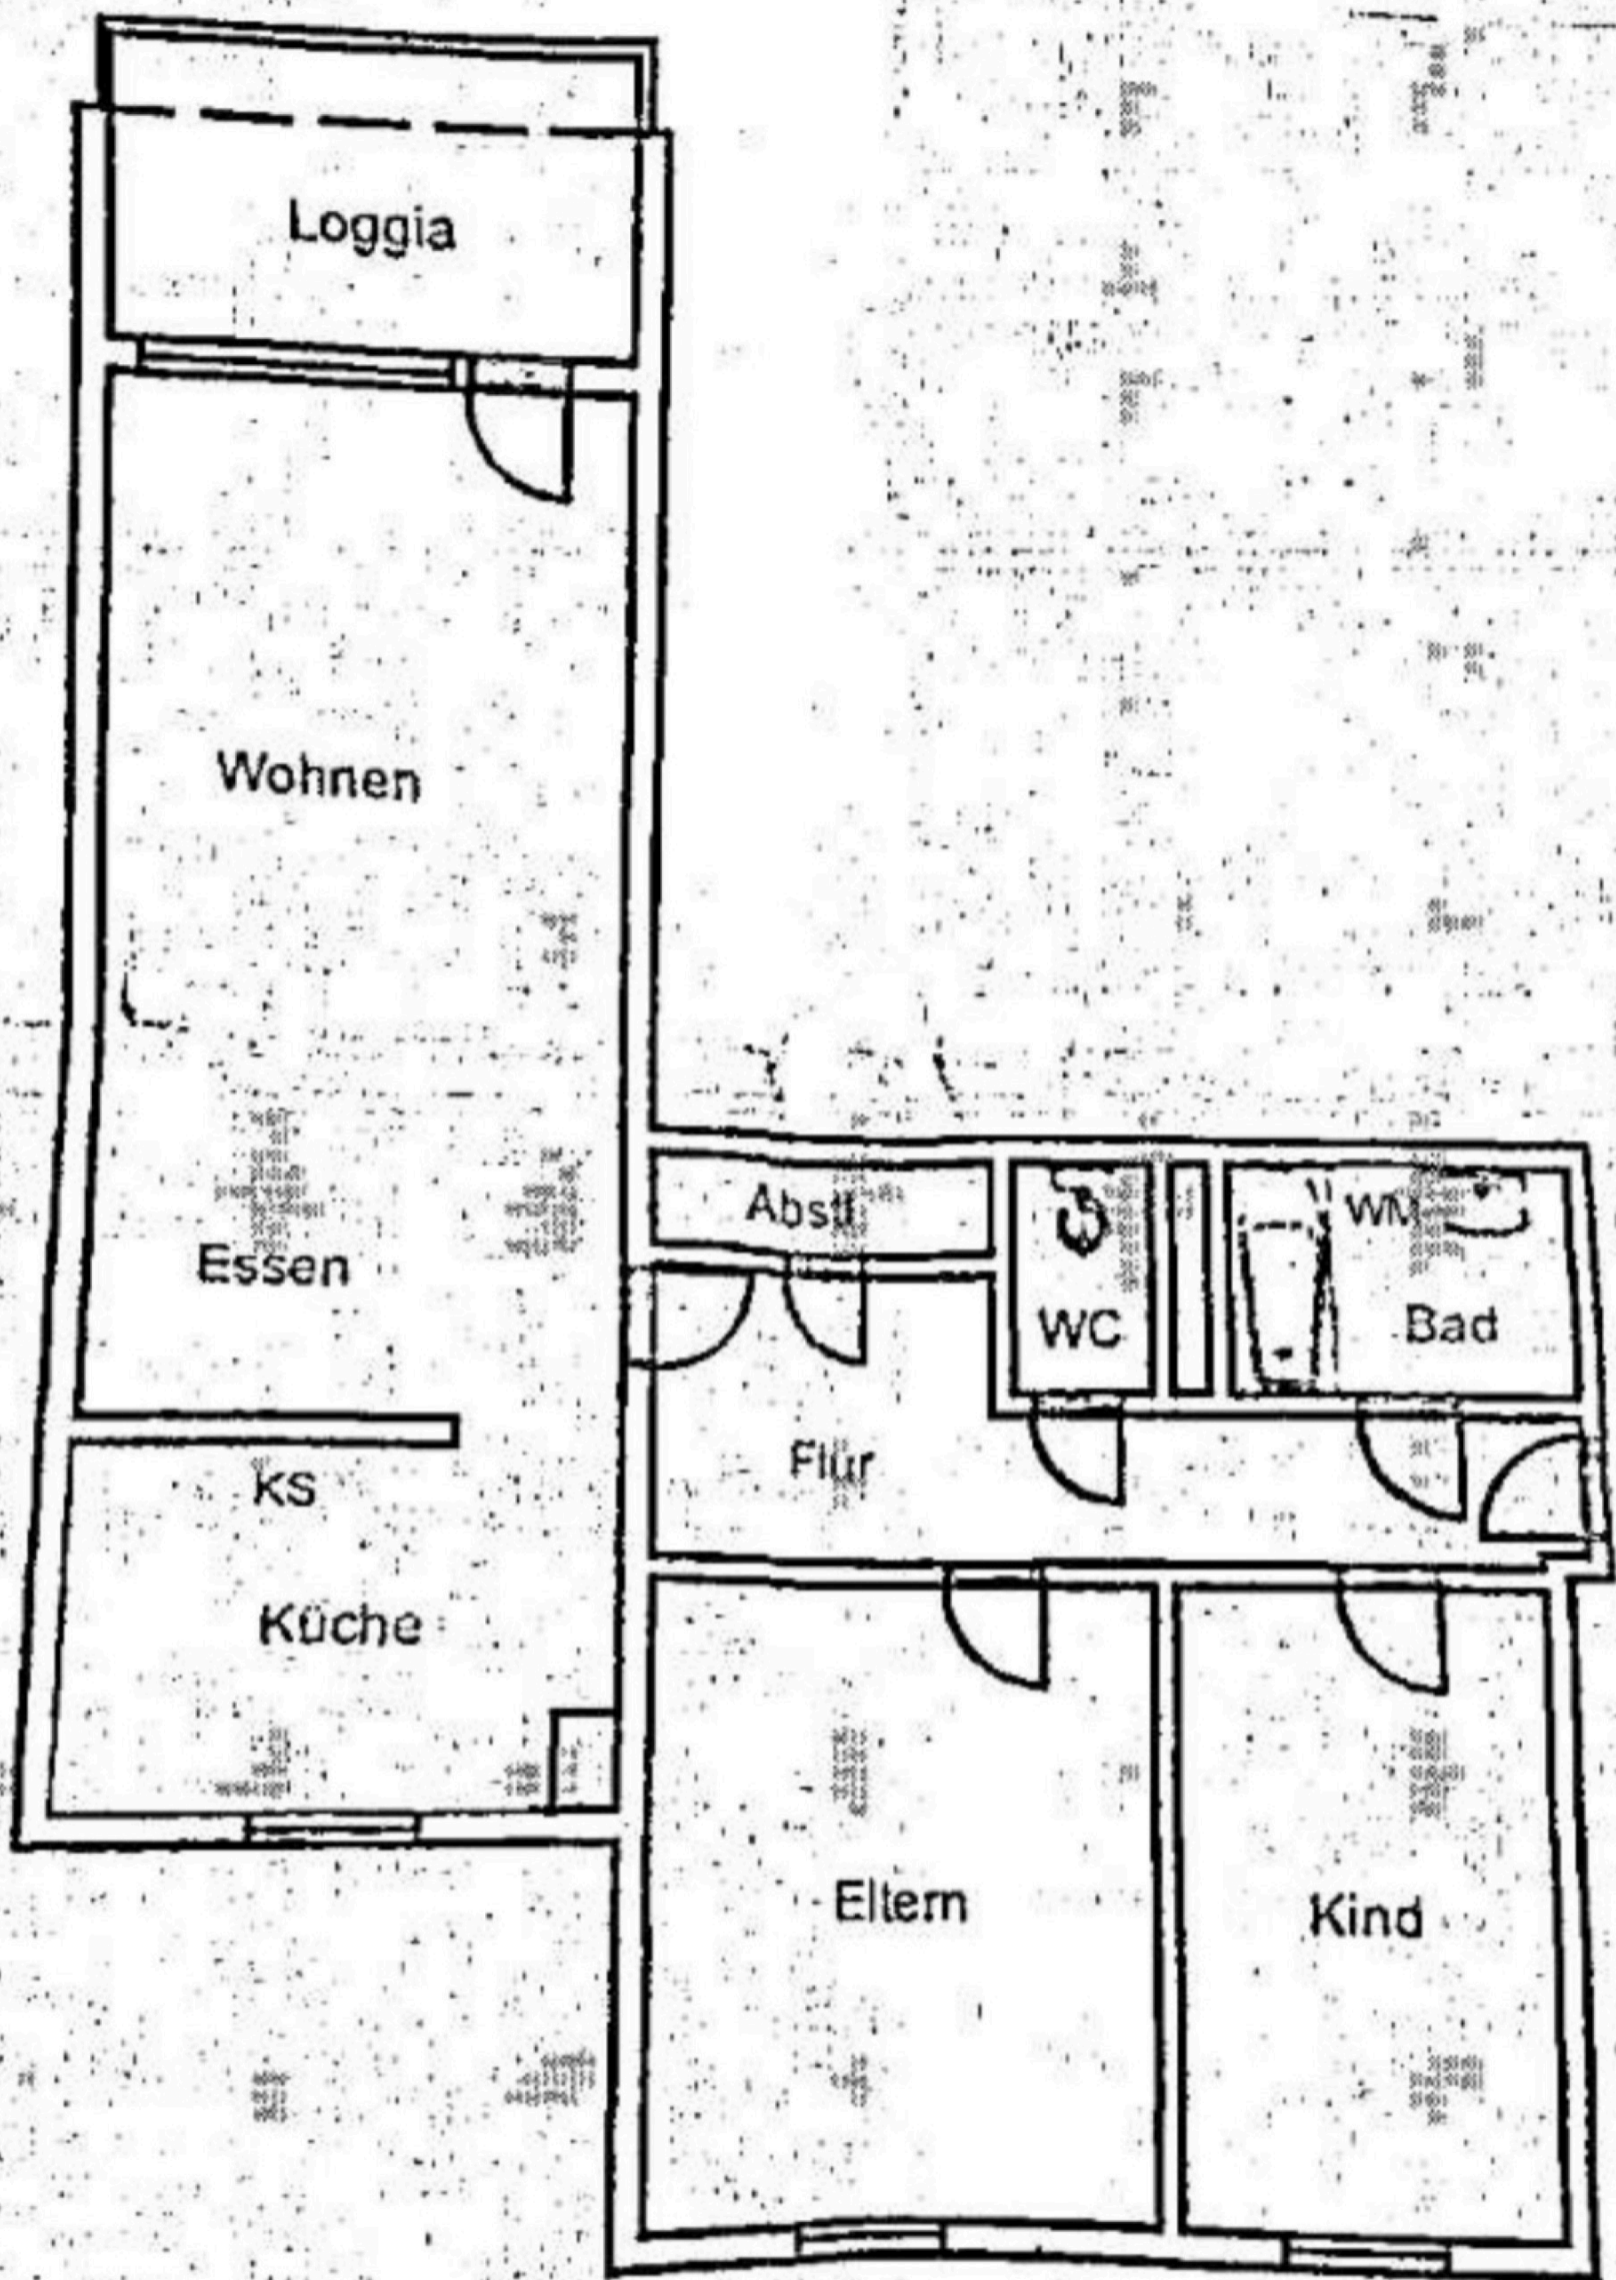 Loggia
Wohnen
Essen
Abstl
WC
WM
Bad
Flur
KS
Küche
Eltern
Kind